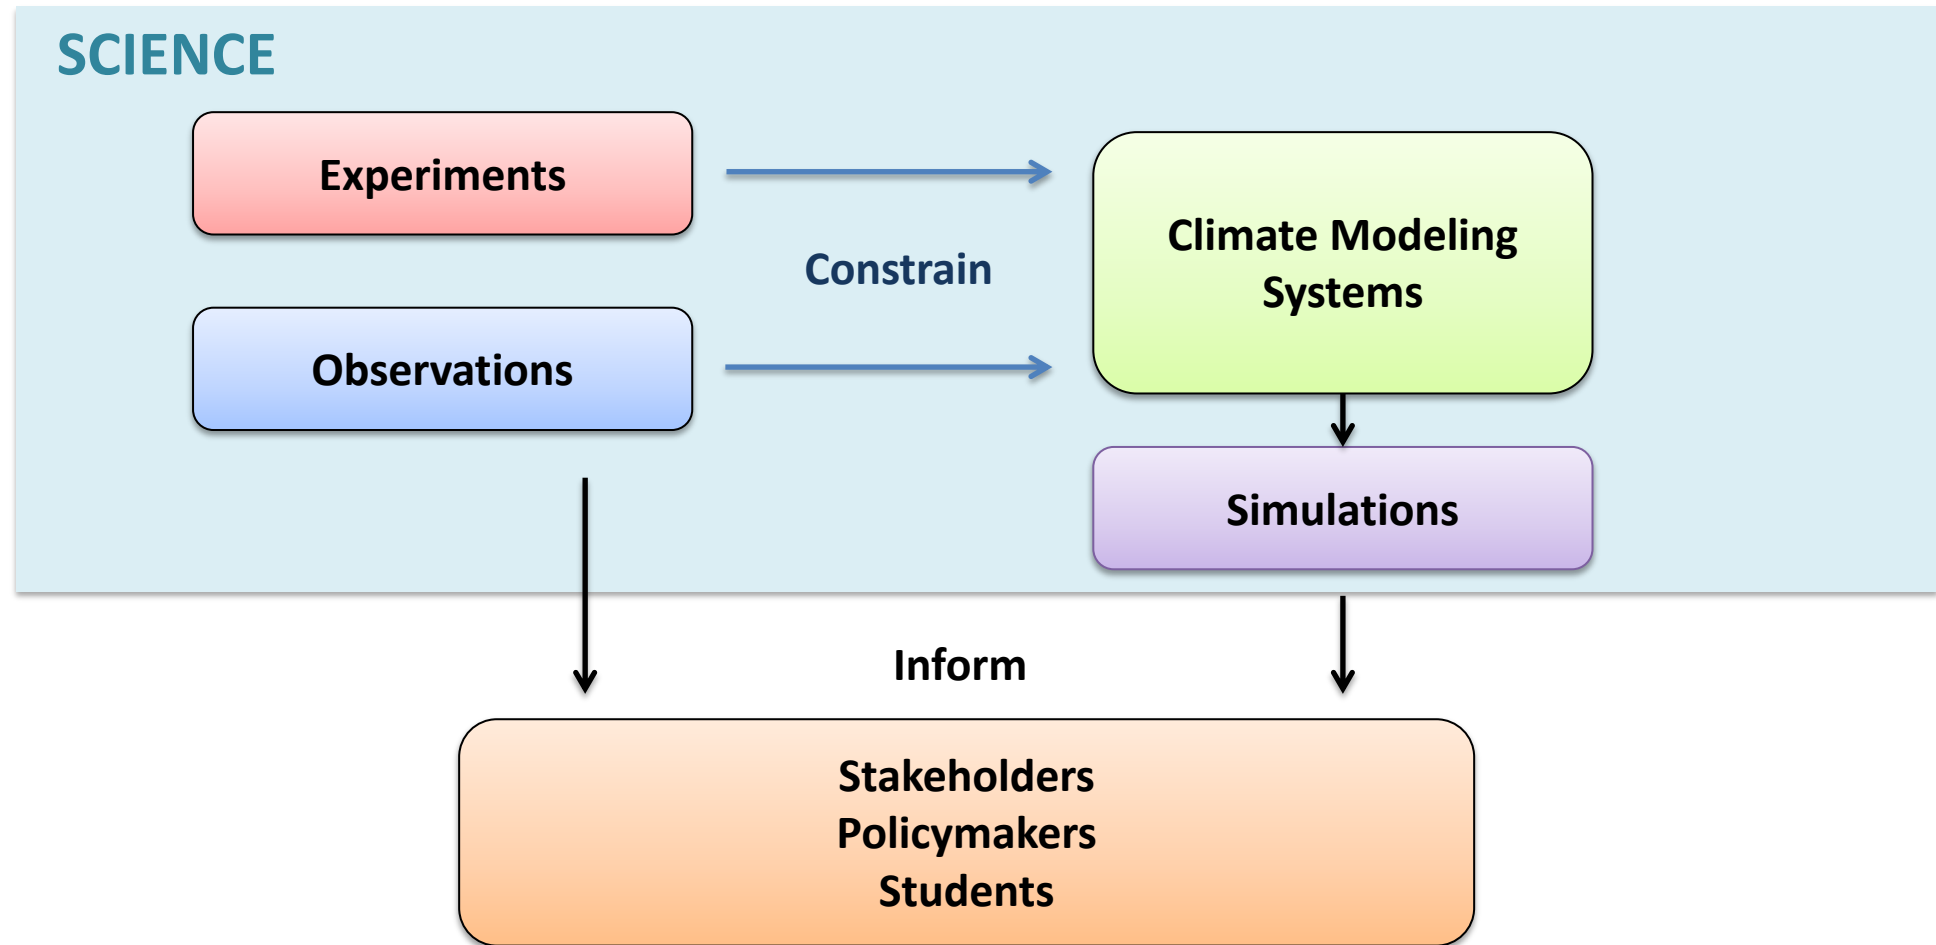 SCIENCE
Experiments
Constrain
Observations
Climate Modeling
Systems
Simulations
Inform
Stakeholders
Policymakers
Students